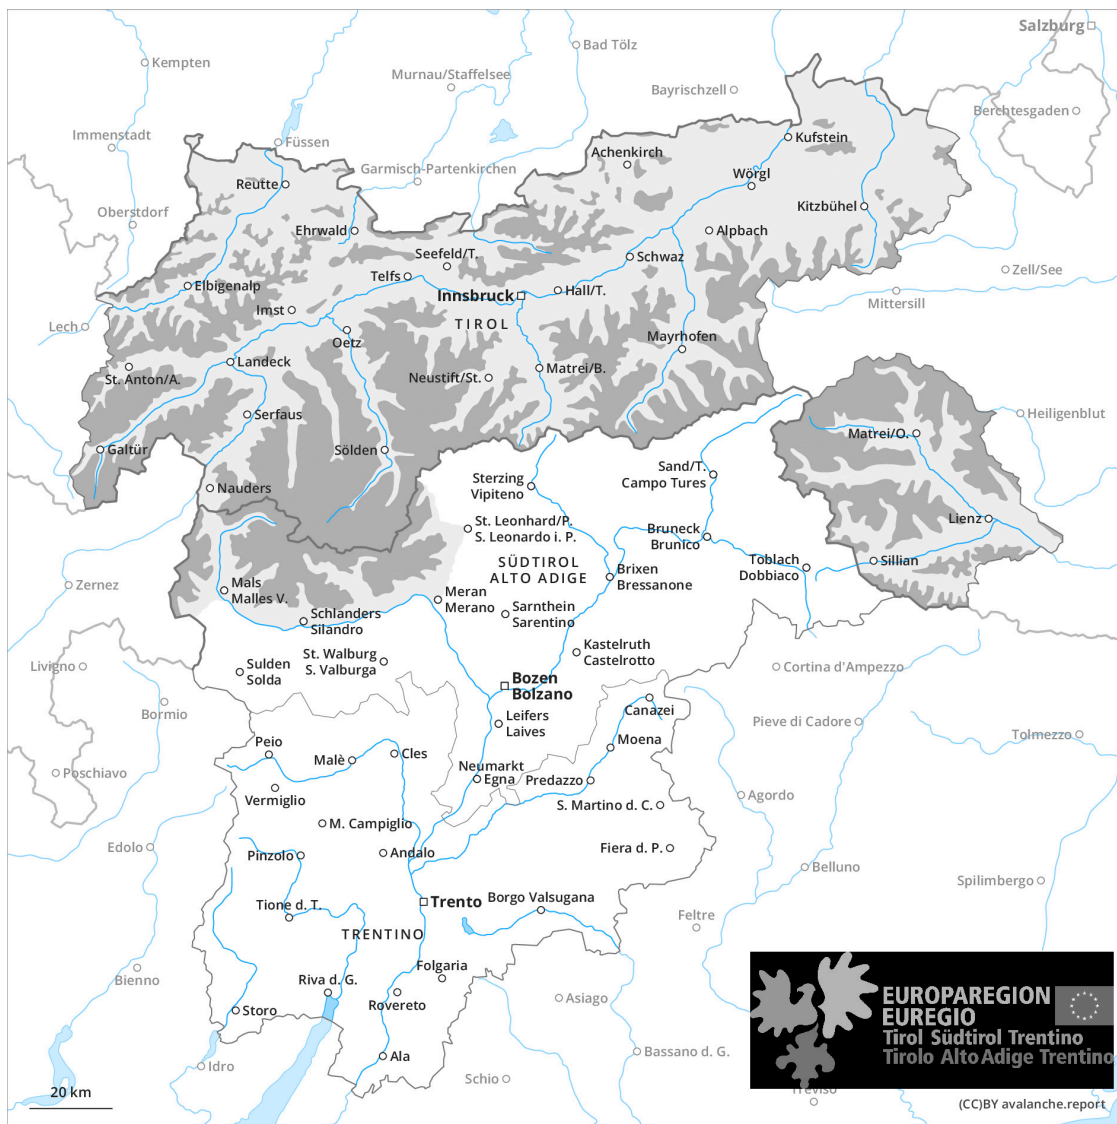 Salzburg
Bad Tölz
Kempten
Murnau/Staffelsee
Bayrischzell
Berchtesgaden
Immenstadt
Füssen
Kufstein
Achenkirch
Garmisch-Partenkirchen
Wörgl
Reutte
Oberstdorf
Kitzbühel
Ehrwald
Alpbach
Seefeld/T.
Schwaz
Telfs
Zell/See
Elbigenalp
Innsbruck
Hall/T.
Mittersill
Imst
TIROL
Lech
Oetz
Mayrhofen
Landeck
Matrei/B.
St. Anton/A.
Neustift/St.
Serfaus
Heiligenblut
Matrei/O.
Galtür
Sölden
Sand/T.
Campo Tures
Sterzing
Vipiteno
Nauders
Lienz
St. Leonhard/P.
S. Leonardo i. P.
Bruneck
Brunico
SÜDTIROL
ALTO ADIGE
Toblach
Dobbiaco
Sillian
Brixen
Bressanone
Zernez
Mals
Malles V.
Meran
Merano
Schlanders
Silandro
Sarnthein
Sarentino
Kastelruth
Castelrotto
St. Walburg
S. Valburga
Livigno
Sulden
Solda
Cortina d'Ampezzo
Bozen
Bolzano
Canazei
Bormio
Leifers
Laives
Pieve di Cadore
Moena
Tolmezzo
Peio
Malè
Cles
Neumarkt
Egna
Predazzo
Poschiavo
Vermiglio
Agordo
S. Martino d. C.
M. Campiglio
Edolo
Pinzolo
Andalo
Fiera d. P.
Belluno
Spilimbergo
Tione d. T.
Trento
Borgo Valsugana
Feltre
TRENTINO
Bienno
Folgaria
Riva d. G.
Rovereto
Asiago
Storo
EUROPAREGION
EUREGIO
Tirol Südtirol Trentino
Tirolo Alto Adige Trentino
Ala
Idro
Bassano d. G.
Schio
Treviso
20 km
(CC)BY avalanche.report